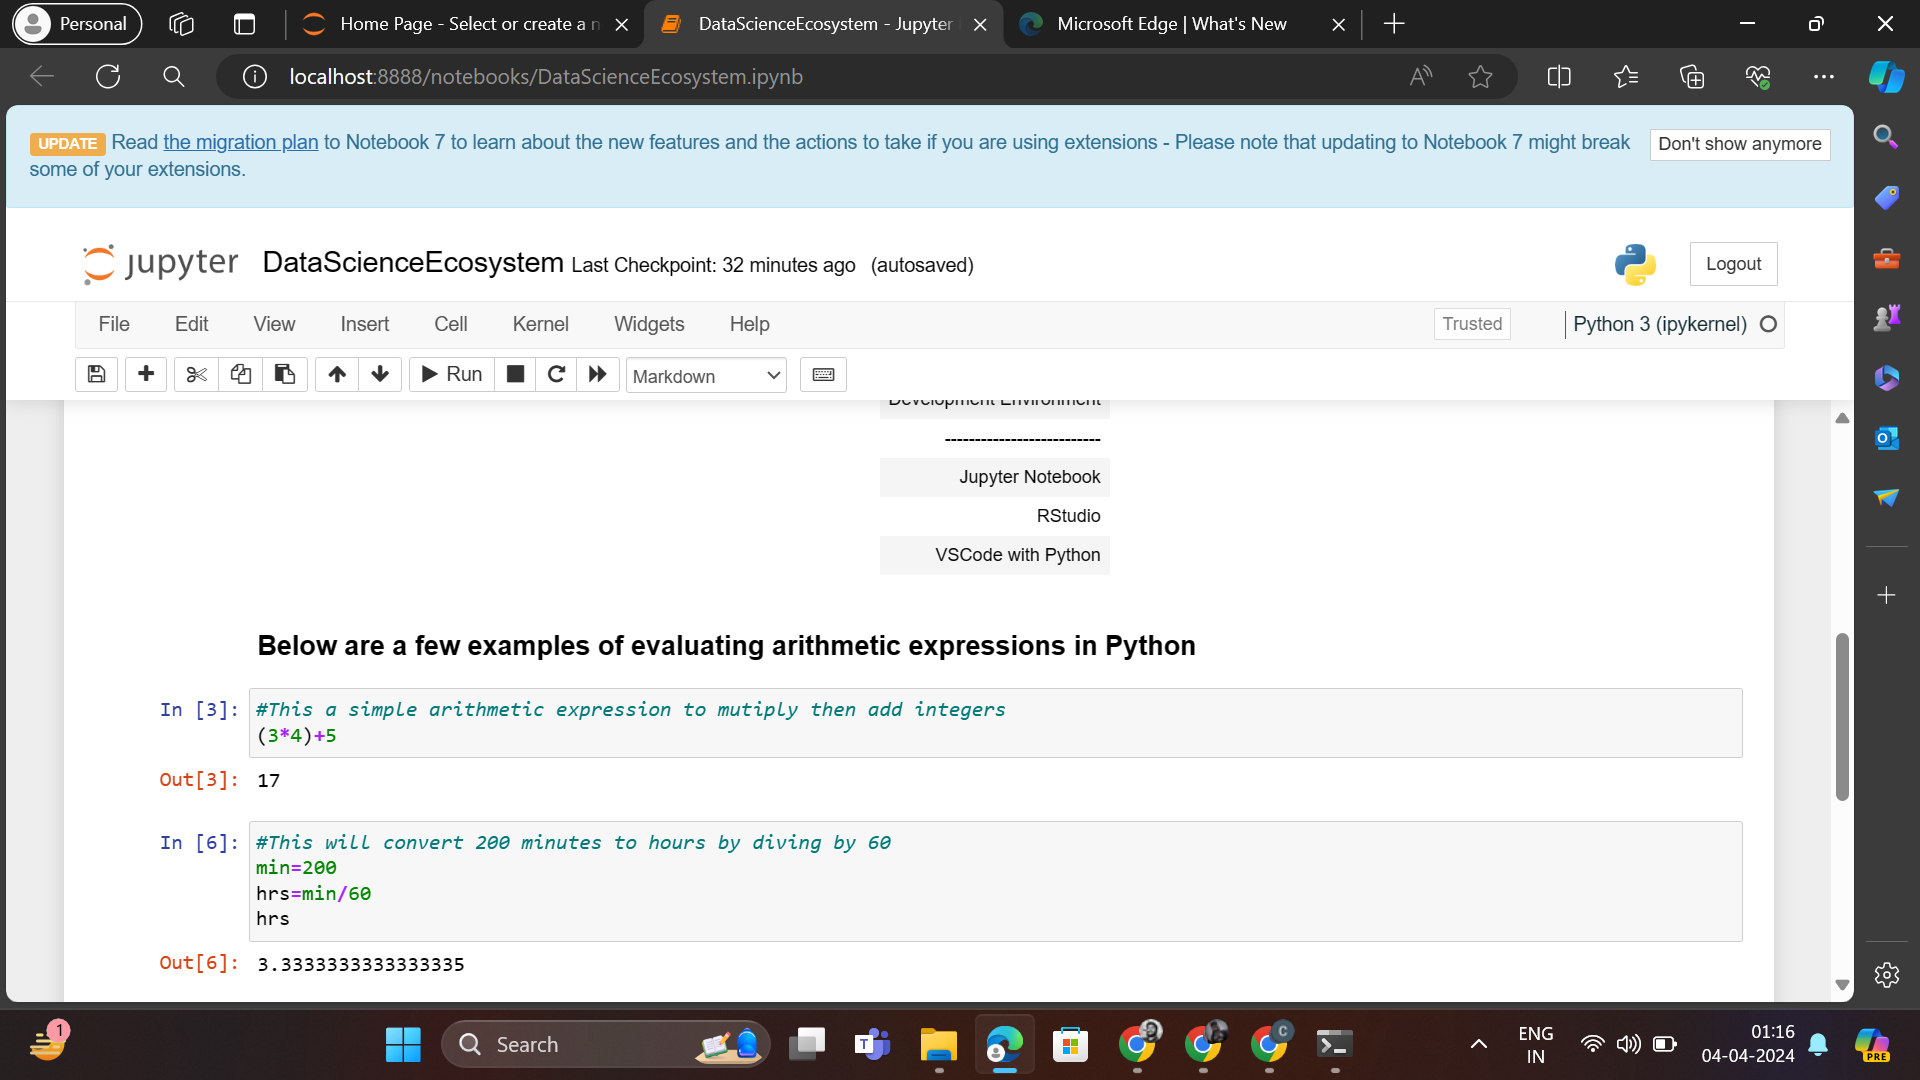 Personal
Home Page - Select or create a n
DataScienceEcosystem - Jupyter
Microsoft Edge | What's New
localhost:8888/notebooks/DataScienceEcosystem.ipynb
UPDATE Read the migration plan to Notebook 7 to learn about the new features and the actions to take if you are using extensions - Please note that updating to Notebook 7 might break
some of your extensions.
Don't show anymore
jupyter DataScienceEcosystem Last Checkpoint: 32 minutes ago (autosaved)
Logout
File Edit View Insert Cell Kernel Widgets Help
Trusted
Python 3 (ipykernel)
Run
Markdown
Development Environment
--------------------------
Jupyter Notebook
RStudio
VSCode with Python
Below are a few examples of evaluating arithmetic expressions in Python
In [3]: #This a simple arithmetic expression to mutiply then add integers
(3*4)+5
Out[3]: 17
In [6]: #This will convert 200 minutes to hours by diving by 60
min=200
hrs=min/60
hrs
Out[6]: 3.3333333333333335
1
Search
T
C
ENG
IN
01:16
04-04-2024
PRE